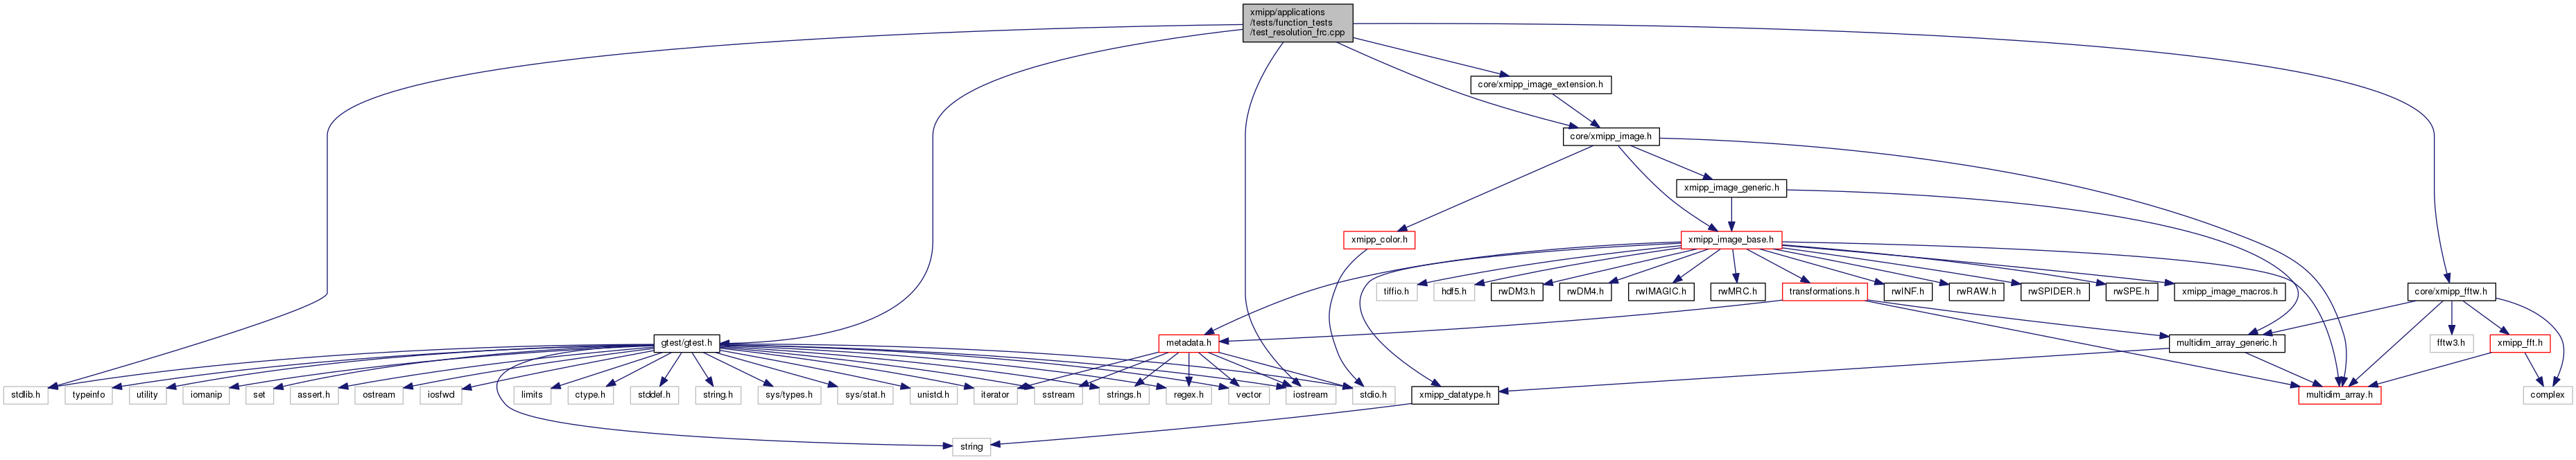 xmipp/applications
/tests/function_tests
/test_resolution_frc.cpp
core/xmipp_image_extension.h
core/xmipp_image.h
xmipp_image_generic.h
xmipp_color.h
xmipp_image_base.h
tiffio.h
hdf5.h
rwDM3.h
rwDM4.h
rwIMAGIC.h
rwMRC.h
transformations.h
rwINF.h
rwRAW.h
rwSPIDER.h
rwSPE.h
xmipp_image_macros.h
core/xmipp_fftw.h
gtest/gtest.h
metadata.h
multidim_array_generic.h
fftw3.h
xmipp_fft.h
stdlib.h
typeinfo
utility
iomanip
set
assert.h
ostream
iosfwd
limits
ctype.h
stddef.h
string.h
sys/types.h
sys/stat.h
unistd.h
iterator
sstream
strings.h
regex.h
vector
iostream
stdio.h
xmipp_datatype.h
multidim_array.h
complex
string